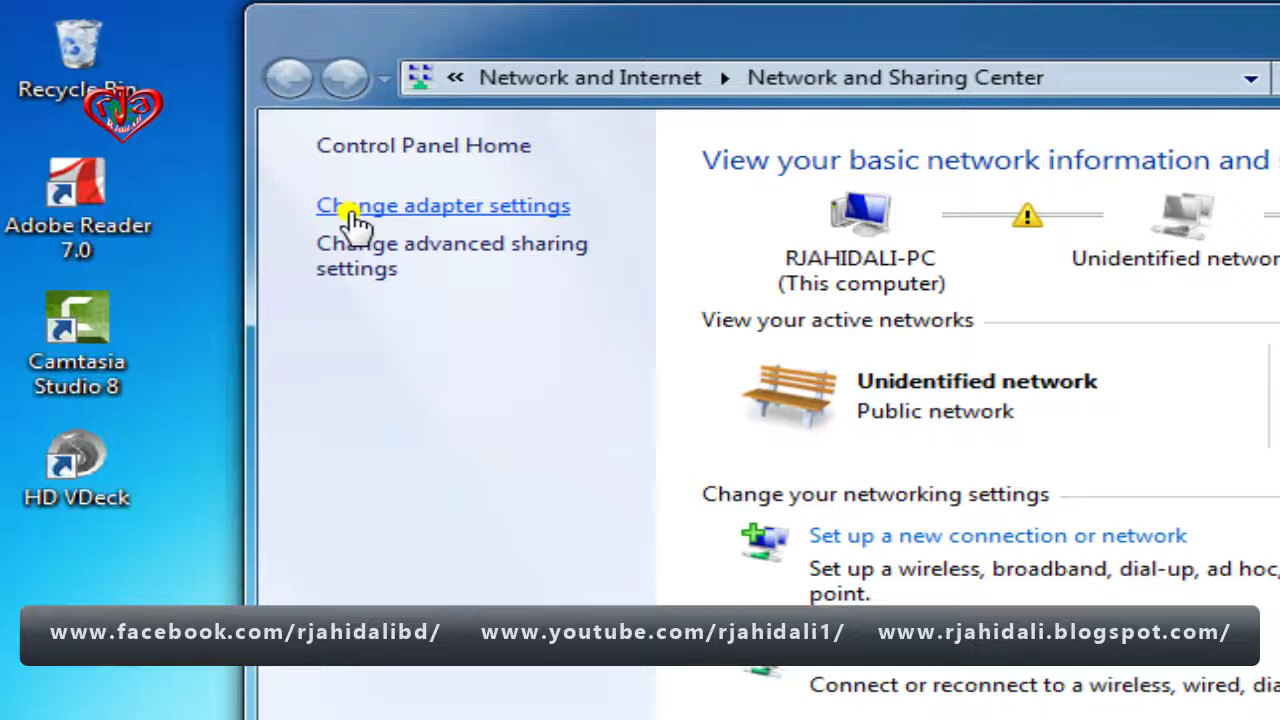 Recycle Bin
rja
RJAHIDALI
Adobe Reader
7.0
Camtasia
Studio 8
HD VDeck
« Network and Internet ▸ Network and Sharing Center
Control Panel Home
Change adapter settings
Change advanced sharing
settings
View your basic network information and
RJAHIDALI-PC
(This computer)
Unidentified networ
View your active networks
Unidentified network
Public network
Change your networking settings
Set up a new connection or network
Set up a wireless, broadband, dial-up, ad hoc,
point.
www.facebook.com/rjahidalibd/ www.youtube.com/rjahidali1/ www.rjahidali.blogspot.com/
Connect or reconnect to a wireless, wired, dia